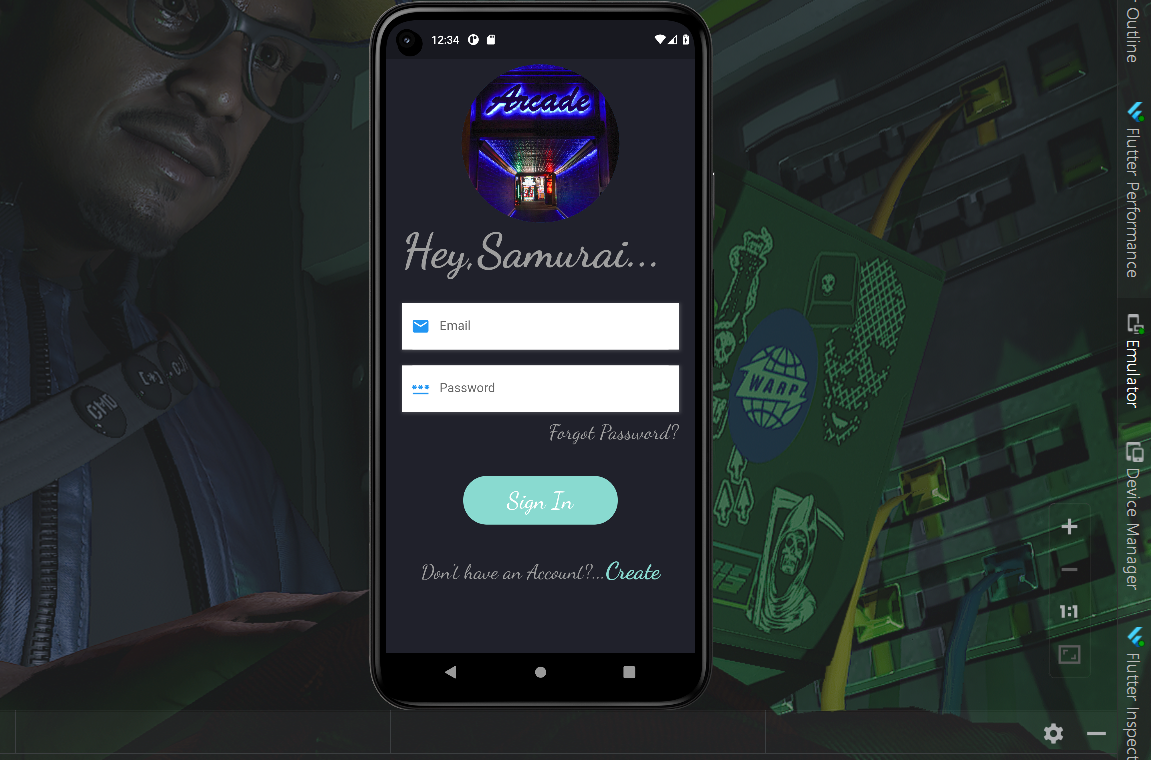 12:34
Arcade
Hey,Samurai...
Email
Password
Forgot Password?
Sign In
Don't have an Account?...Create
CMD
[*]
WARP
Outline
Flutter Performance
Emulator
Device Manager
Flutter Inspect
+
−
1:1